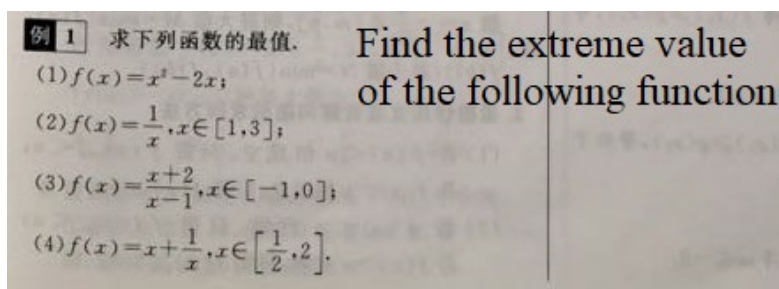 例 1 求下列函数的最值.
Find the extreme value
of the following function
(1) f(x)=x²-2x;
(2) f(x)=1/x,x∈[1,3];
(3) f(x)=x+2/x-1,x∈[-1,0];
(4) f(x)=x+1/x,x∈[1/2,2].